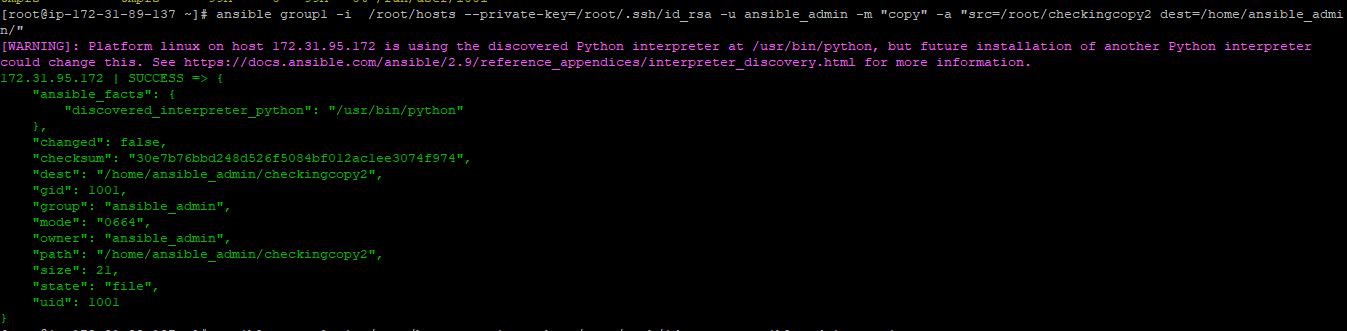 [root@ip-172-31-89-137 ~]# ansible group1 -i  /root/hosts --private-key=/root/.ssh/id_rsa -u ansible_admin -m "copy" -a "src=/root/checkingcopy2 dest=/home/ansible_admi
n/"
[WARNING]: Platform linux on host 172.31.95.172 is using the discovered Python interpreter at /usr/bin/python, but future installation of another Python interpreter
could change this. See https://docs.ansible.com/ansible/2.9/reference_appendices/interpreter_discovery.html for more information.
172.31.95.172 | SUCCESS => {
    "ansible_facts": {
        "discovered_interpreter_python": "/usr/bin/python"
    },
    "changed": false,
    "checksum": "30e7b76bbd248d526f5084bf012ac1ee3074f974",
    "dest": "/home/ansible_admin/checkingcopy2",
    "gid": 1001,
    "group": "ansible_admin",
    "mode": "0664",
    "owner": "ansible_admin",
    "path": "/home/ansible_admin/checkingcopy2",
    "size": 21,
    "state": "file",
    "uid": 1001
}